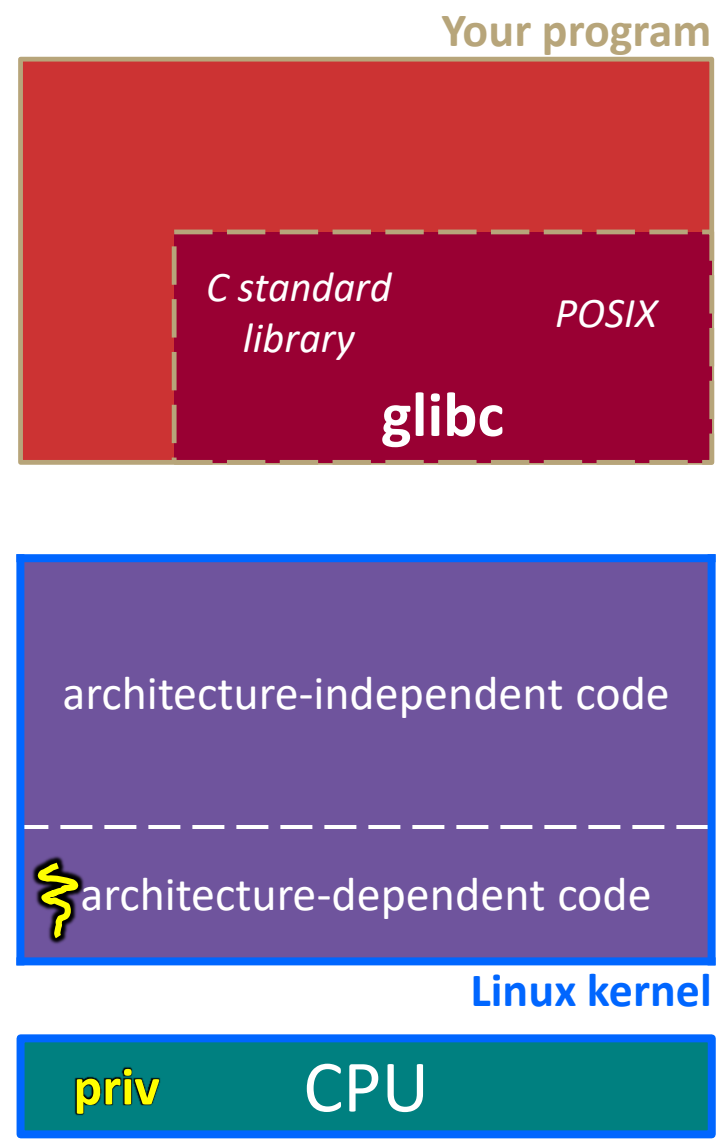 Your program
C standard
library
POSIX
glibc
architecture-independent code
architecture-dependent code
Linux kernel
priv
CPU